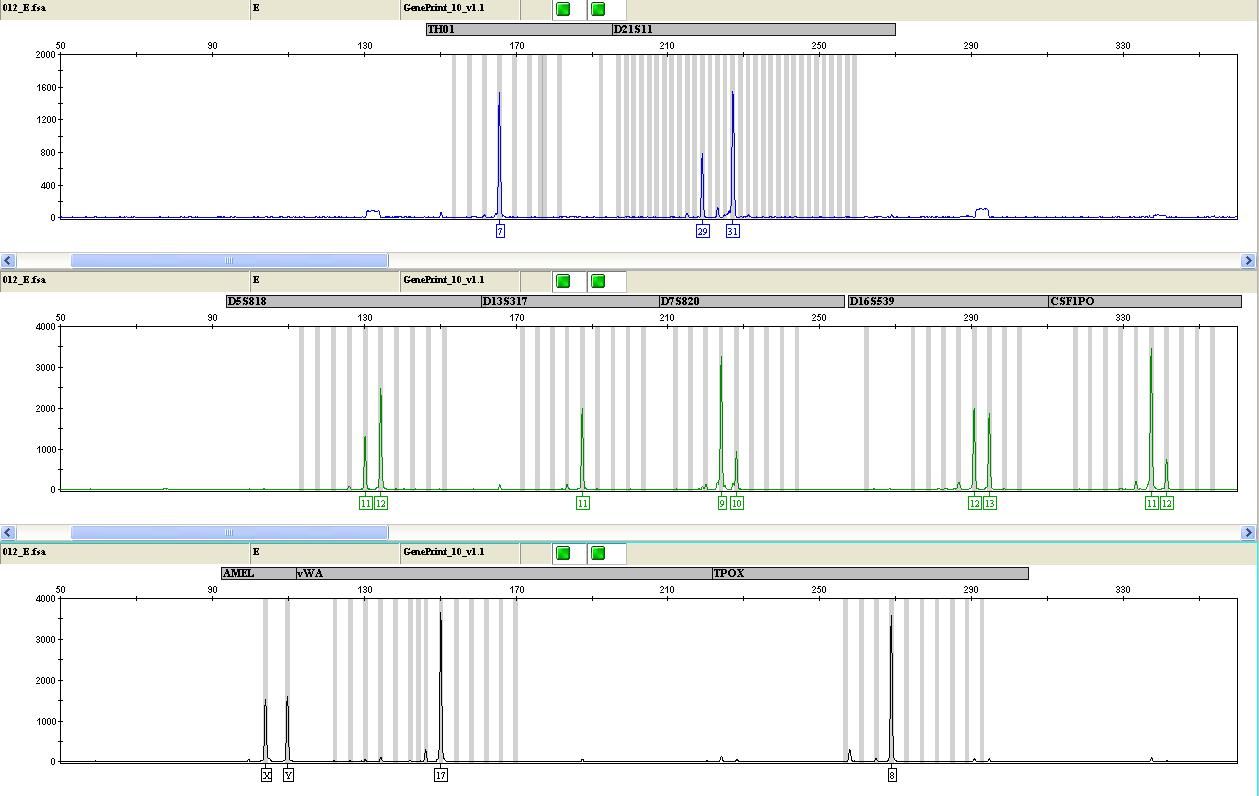 012_E.fsa E GenePrint_10_v1.1
TH01 D21S11
50 90 130 170 210 250 290 330
2000
1600
1200
800
400
0
7 29 31
012_E.fsa E GenePrint_10_v1.1
D5S818 D13S317 D7S820 D16S539 CSF1PO
50 90 130 170 210 250 290 330
4000
3000
2000
1000
0
11 12 11 9 10 12 13 11 12
012_E.fsa E GenePrint_10_v1.1
AMEL vWA TPOX
50 90 130 170 210 250 290 330
4000
3000
2000
1000
0
X Y 17 8